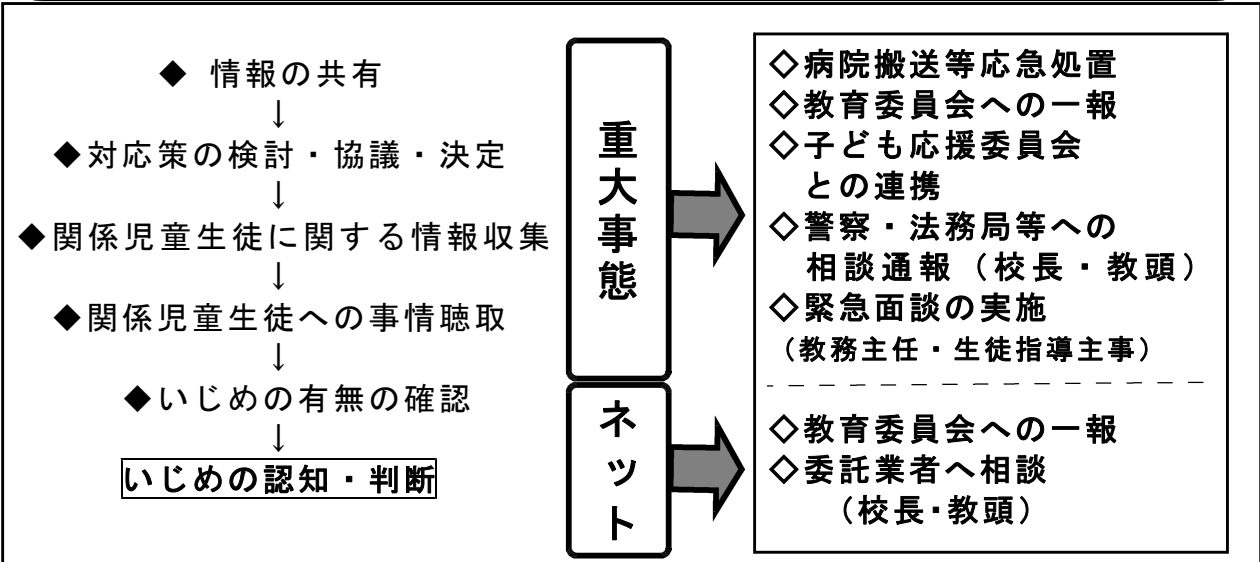 ◆ 情報の共有
↓
◆対応策の検討・協議・決定
↓
◆関係児童生徒に関する情報収集
↓
◆関係児童生徒への事情聴取
↓
◆いじめの有無の確認
↓
いじめの認知・判断
重大事態
◇病院搬送等応急処置
◇教育委員会への一報
◇子ども応援委員会
との連携
◇警察・法務局等への
相談通報（校長・教頭）
◇緊急面談の実施
（教務主任・生徒指導主事）
ネット
◇教育委員会への一報
◇委託業者へ相談
（校長・教頭）